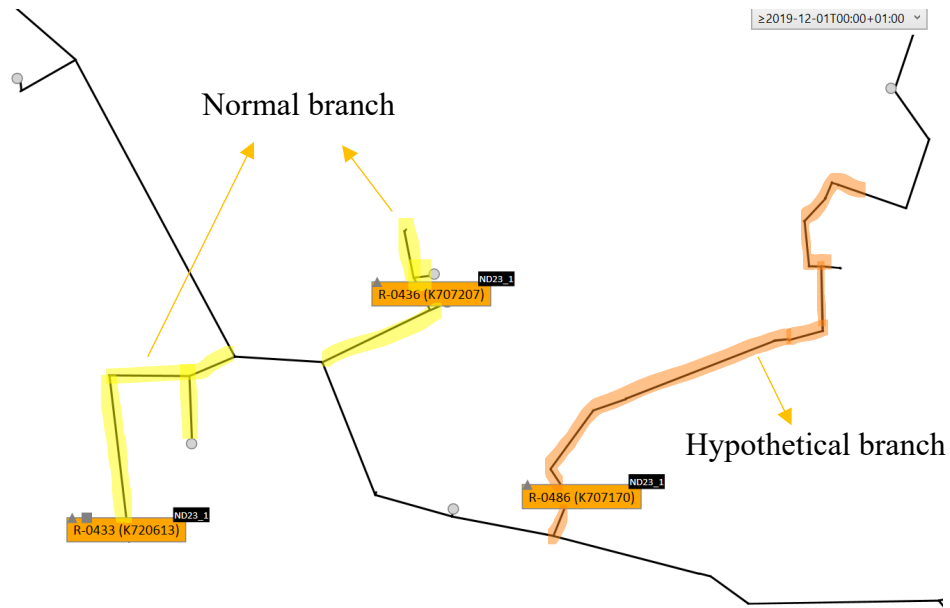 ≥2019-12-01T00:00+01:00
Normal branch
ND23_1
R-0436 (K707207)
Hypothetical branch
ND23_1
R-0486 (K707170)
ND23_1
R-0433 (K720613)